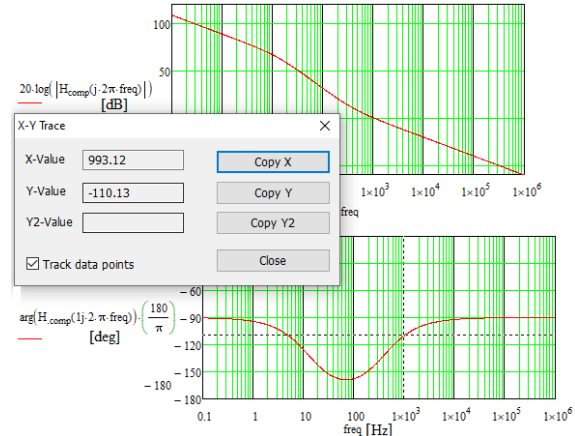 100
50
20·log(|Hcomp(j·2π·freq)|)
[dB]
X-Y Trace
X-Value 993.12 Copy X
Y-Value -110.13 Copy Y
Y2-Value Copy Y2
Track data points Close
1×10³ 1×10⁴ 1×10⁵ 1×10⁶
freq
− 60
− 90
arg(H.comp(1j·2·π·freq))·(180/π)
[deg]
− 120
− 150
− 180 − 180
0.1 1 10 100 1×10³ 1×10⁴ 1×10⁵ 1×10⁶
freq [Hz]